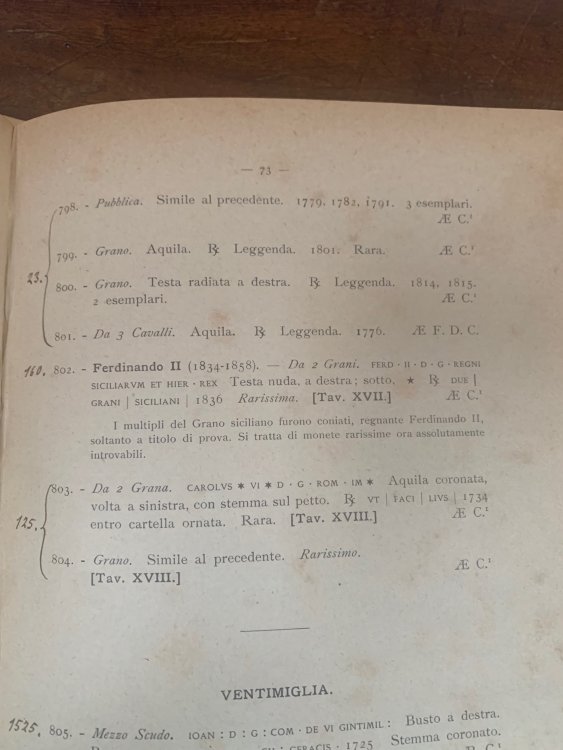 — 73 —
798. - Pubblica. Simile al precedente. 1779, 1782, 1791. 3 esemplari.
Æ C.¹
799. - Grano. Aquila. ℞ Leggenda. 1801. Rara. Æ C.¹
23. 800. - Grano. Testa radiata a destra. ℞ Leggenda. 1814, 1815.
2 esemplari. Æ C.¹
801. - Da 3 Cavalli. Aquila. ℞ Leggenda. 1776. Æ F. D. C.
160. 802. - Ferdinando II (1834-1858). — Da 2 Grani. FERD · II · D · G · REGNI
SICILIARVM ET HIER · REX Testa nuda, a destra; sotto, ★ ℞ DUE |
GRANI | SICILIANI | 1836 Rarissima. [Tav. XVII.] Æ C.¹
I multipli del Grano siciliano furono coniati, regnante Ferdinando II,
soltanto a titolo di prova. Si tratta di monete rarissime ora assolutamente
introvabili.
803. - Da 2 Grana. CAROLVS ✶ VI ✶ D · G · ROM · IM ✶ Aquila coronata,
volta a sinistra, con stemma sul petto. ℞ VT | FACI | LIVS | 1734
125. entro cartella ornata. Rara. [Tav. XVIII.] Æ C.¹
804. - Grano. Simile al precedente. Rarissimo.
[Tav. XVIII.] Æ C.¹
VENTIMIGLIA.
1525. 805. - Mezzo Scudo. IOAN : D : G : COM · DE VI GINTIMIL : Busto a destra.
GERACIS · 1725 Stemma coronato.